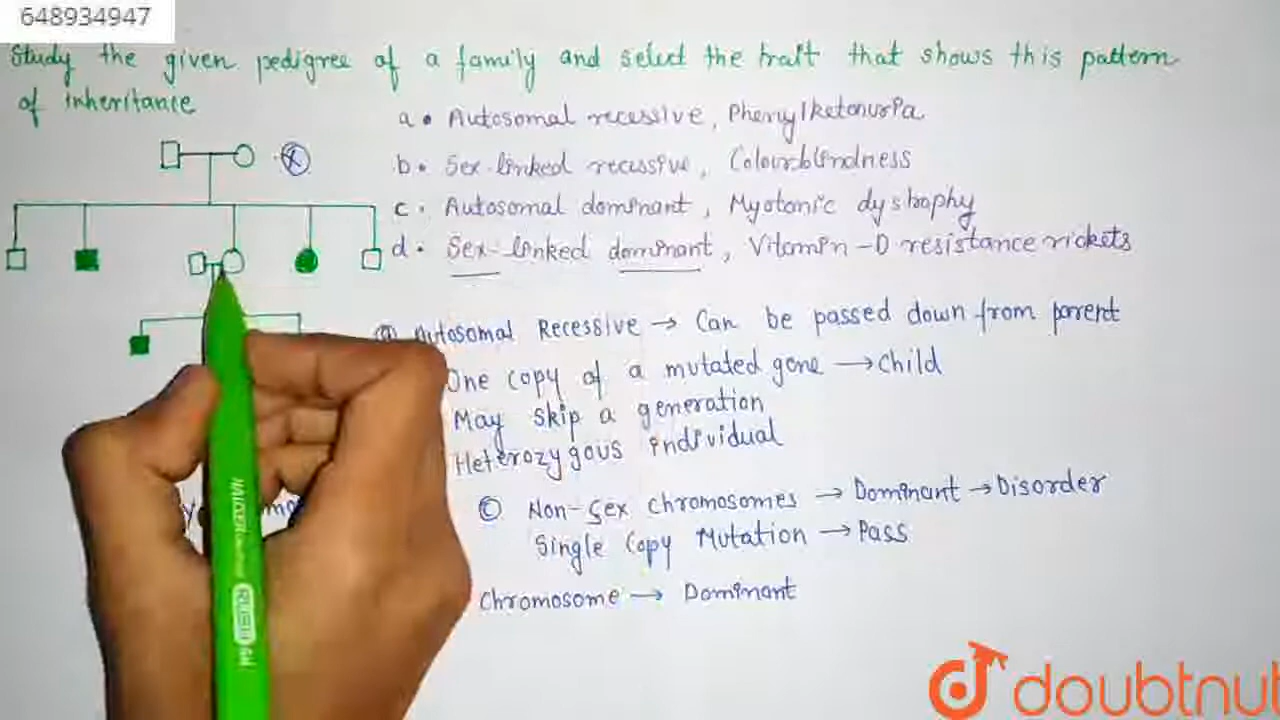 648934947
Study the given pedigree of a family and select the trait that shows this pattern
of inheritance
a. Autosomal recessive, Phenylketonuria
b. Sex-linked recessive, Colourblindness
c. Autosomal dominant, Myotonic dystrophy
d. Sex-linked dominant, Vitamin-D resistance rickets
Autosomal Recessive → Can be passed down from parent
One copy of a mutated gene → child
May skip a generation
Heterozygous individual
C Non-sex chromosomes → Dominant → Disorder
Single Copy Mutation → Pass
Chromosome → Dominant
doubtnut